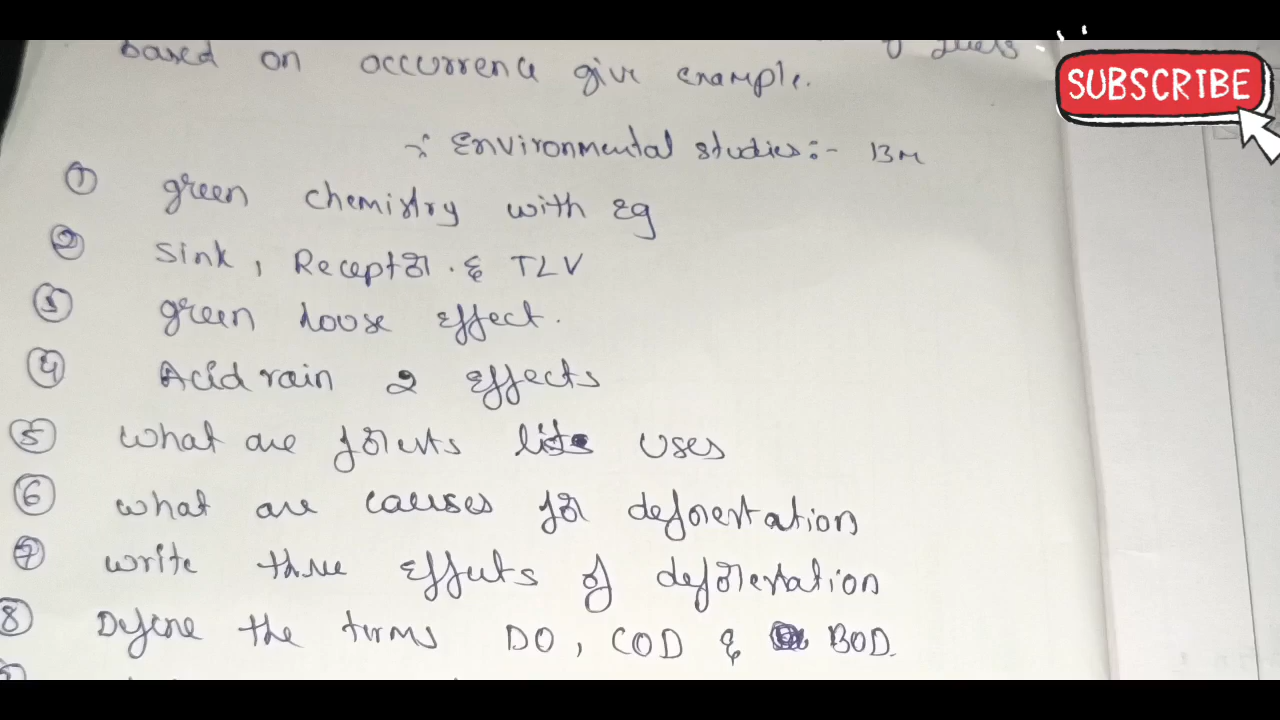 based on occurrence give example.
SUBSCRIBE
Environmental studies:- 13M
① green chemistry with eg
② Sink, Receptor & TLV
③ green house effect.
④ Acid rain 2 effects
⑤ What are forests uses
⑥ what are causes for deforestation
⑦ write three effects of deforestation
⑧ Define the terms DO, COD & BOD.